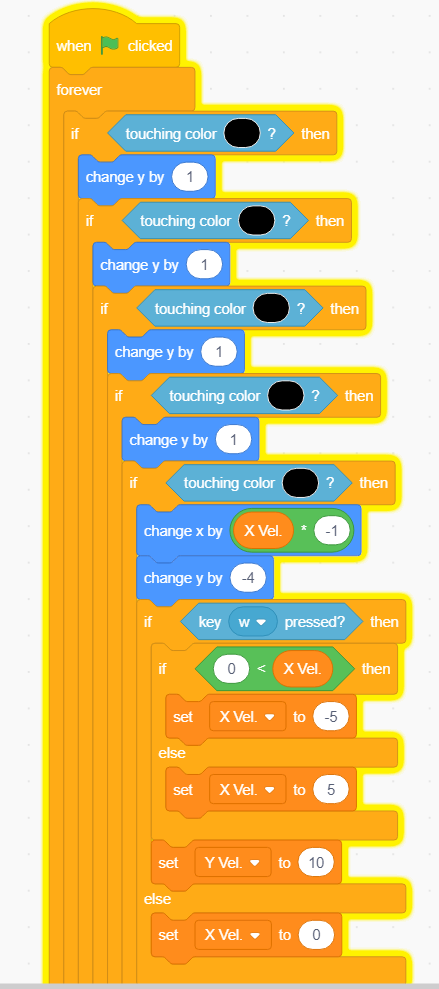 when clicked
forever
if touching color ? then
change y by 1
if touching color ? then
change y by 1
if touching color ? then
change y by 1
if touching color ? then
change y by 1
if touching color ? then
change x by X Vel. * -1
change y by -4
if key w pressed? then
if 0 < X Vel. then
set X Vel. to -5
else
set X Vel. to 5
set Y Vel. to 10
else
set X Vel. to 0